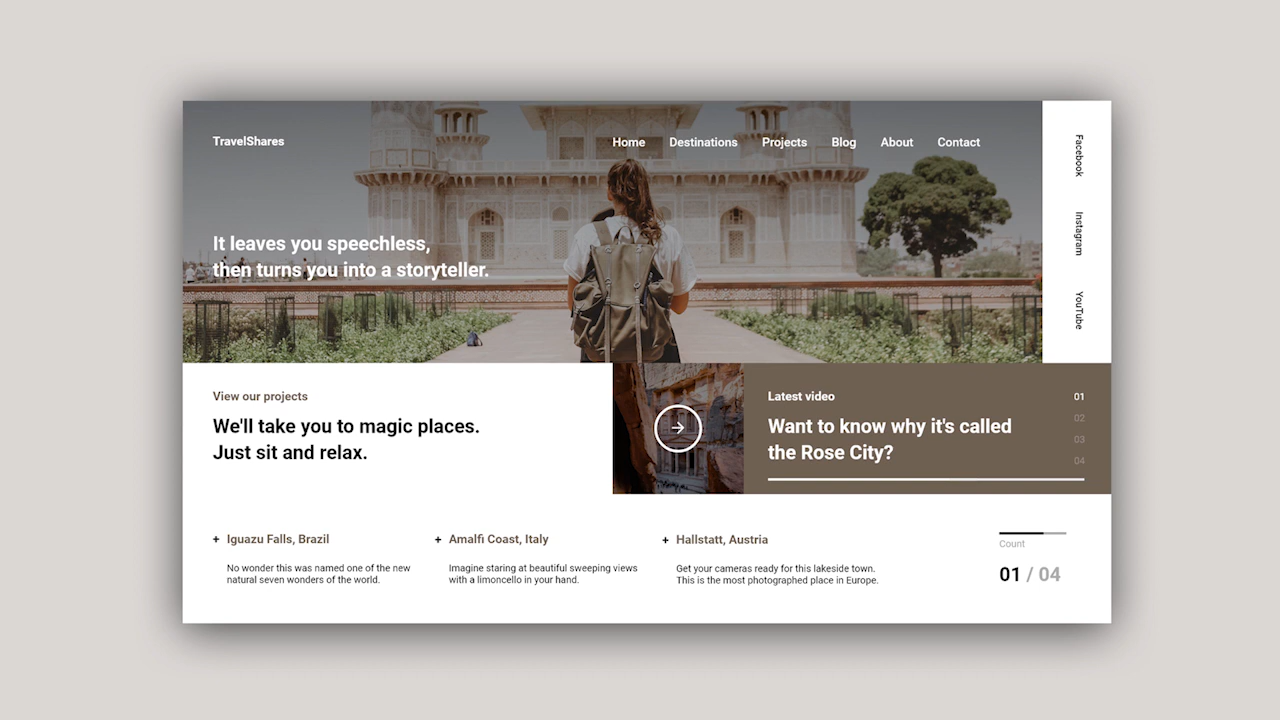 TravelShares
Home
Destinations
Projects
Blog
About
Contact
Facebook
Instagram
YouTube
It leaves you speechless,
then turns you into a storyteller.
View our projects
We'll take you to magic places.
Just sit and relax.
Latest video
Want to know why it's called
the Rose City?
01
02
03
04
+ Iguazu Falls, Brazil
No wonder this was named one of the new
natural seven wonders of the world.
+ Amalfi Coast, Italy
Imagine staring at beautiful sweeping views
with a limoncello in your hand.
+ Hallstatt, Austria
Get your cameras ready for this lakeside town.
This is the most photographed place in Europe.
Count
01 / 04